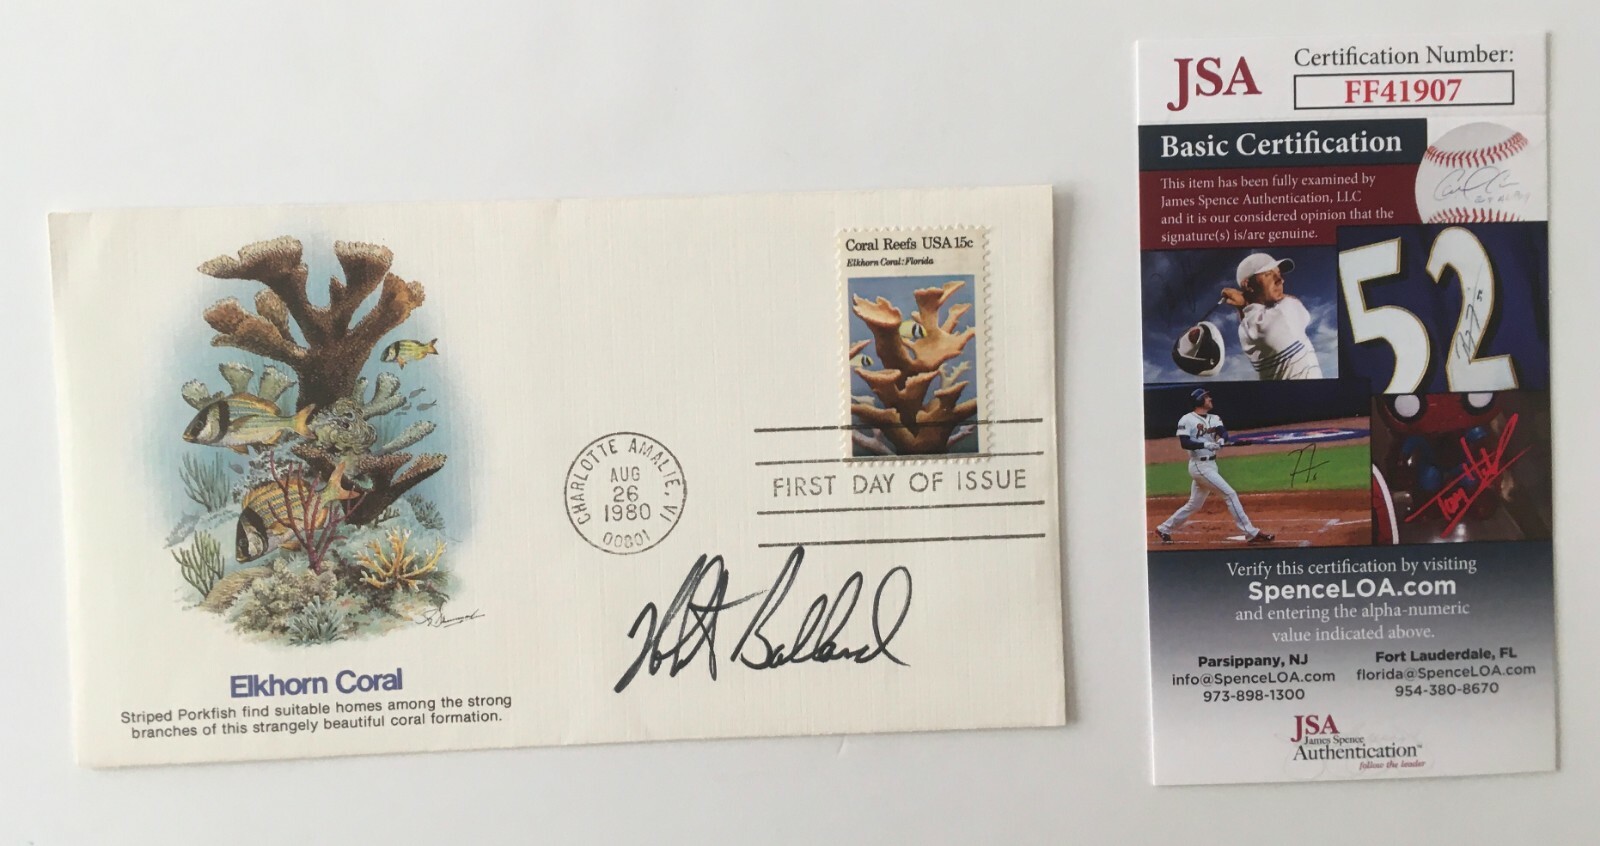 Coral Reefs USA 15c
Elkhorn Coral: Florida
CHARLOTTE AMALIE, VI
AUG
26
1980
00801
FIRST DAY OF ISSUE
Ballard
Elkhorn Coral
Striped Porkfish find suitable homes among the strong
branches of this strangely beautiful coral formation.
JSA
Certification Number:
FF41907
Basic Certification
This item has been fully examined by
James Spence Authentication, LLC
and it is our considered opinion that the
signature(s) is/are genuine.
52
Verify this certification by visiting
SpenceLOA.com
and entering the alpha-numeric
value indicated above.
Parsippany, NJ
info@SpenceLOA.com
973-898-1300
Fort Lauderdale, FL
florida@SpenceLOA.com
954-380-8670
JSA
James Spence
Authentication™
follow the leader